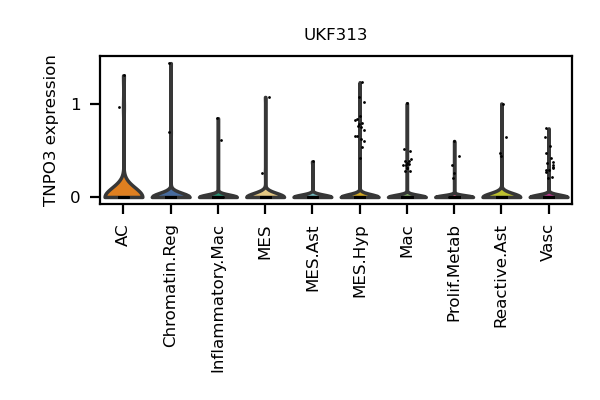 UKF313
TNPO3 expression
1
0
AC
Chromatin.Reg
Inflammatory.Mac
MES
MES.Ast
MES.Hyp
Mac
Prolif.Metab
Reactive.Ast
Vasc